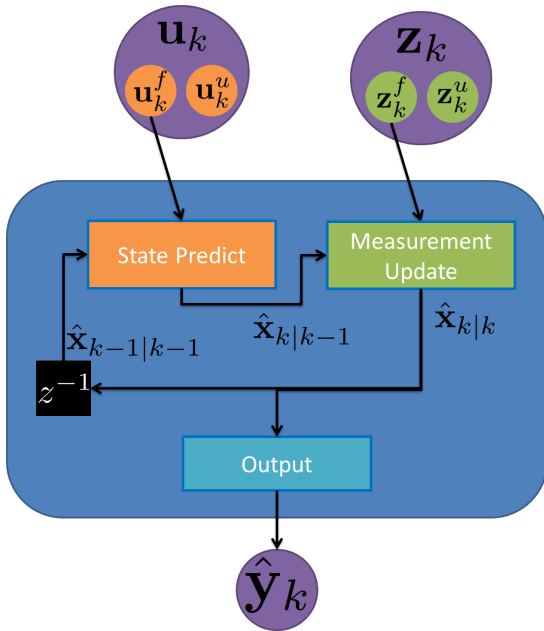 𝐮_k
𝐳_k
𝐮_k^f
𝐮_k^u
𝐳_k^f
𝐳_k^u
State Predict
Measurement
Update
x̂_{k|k}
x̂_{k|k−1}
x̂_{k−1|k−1}
z^{−1}
Output
ŷ_k